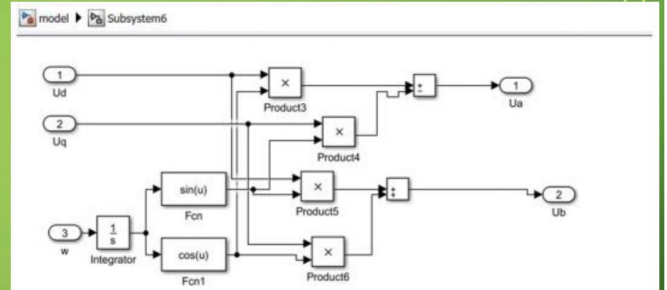 model ▶ Subsystem6
1
Ud
×
Product3
+
-
1
Ua
2
Uq
×
Product4
sin(u)
Fcn
×
Product5
+
+
2
Ub
3
w
1
s
Integrator
cos(u)
Fcn1
×
Product6